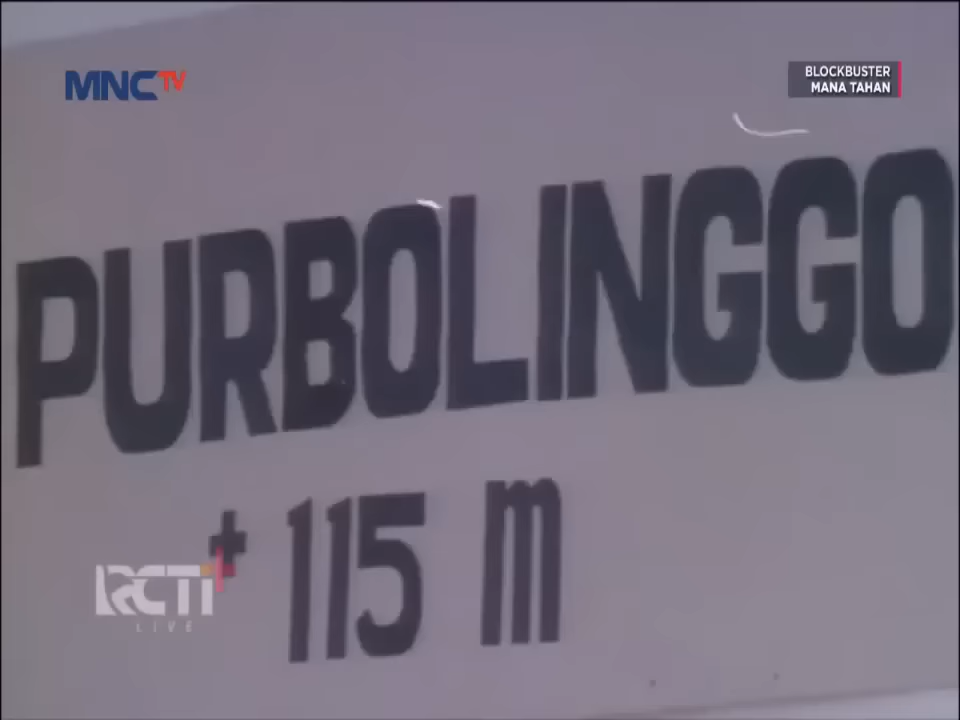 MNCTV
BLOCKBUSTER
MANA TAHAN
PURBOLINGGO
+ 115 m
RCTI+
LIVE